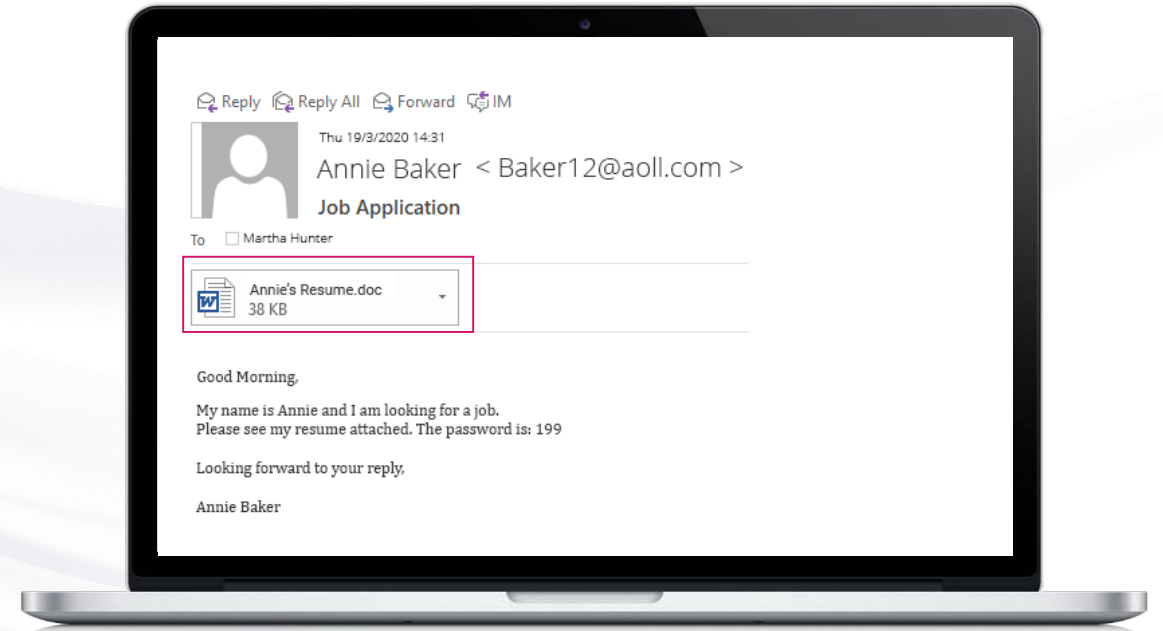 Reply Reply All Forward IM
Thu 19/3/2020 14:31
Annie Baker < Baker12@aoll.com >
Job Application
To Martha Hunter
W
Annie's Resume.doc
38 KB
Good Morning,
My name is Annie and I am looking for a job.
Please see my resume attached. The password is: 199
Looking forward to your reply,
Annie Baker